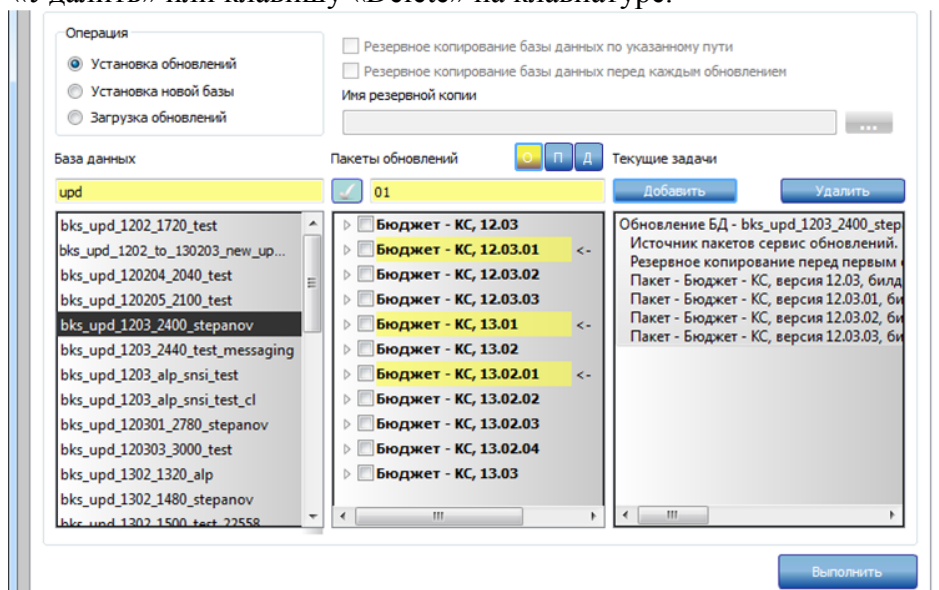 «Удалить» или клавишу «Delete» на клавиатуре.
Операция
Установка обновлений
Установка новой базы
Загрузка обновлений
Резервное копирование базы данных по указанному пути
Резервное копирование базы данных перед каждым обновлением
Имя резервной копии
...
База данных
upd
bks_upd_1202_1720_test
bks_upd_1202_to_130203_new_up...
bks_upd_120204_2040_test
bks_upd_120205_2100_test
bks_upd_1203_2400_stepanov
bks_upd_1203_2440_test_messaging
bks_upd_1203_alp_snsi_test
bks_upd_1203_alp_snsi_test_cl
bks_upd_120301_2780_stepanov
bks_upd_120303_3000_test
bks_upd_1302_1320_alp
bks_upd_1302_1480_stepanov
bks_upd_1302_1500_test_22558
Пакеты обновлений
О П Д
01
Бюджет - КС, 12.03
Бюджет - КС, 12.03.01 <-
Бюджет - КС, 12.03.02
Бюджет - КС, 12.03.03
Бюджет - КС, 13.01 <-
Бюджет - КС, 13.02
Бюджет - КС, 13.02.01 <-
Бюджет - КС, 13.02.02
Бюджет - КС, 13.02.03
Бюджет - КС, 13.02.04
Бюджет - КС, 13.03
Текущие задачи
Добавить Удалить
Обновление БД - bks_upd_1203_2400_step
Источник пакетов сервис обновлений.
Резервное копирование перед первым
Пакет - Бюджет - КС, версия 12.03, билд
Пакет - Бюджет - КС, версия 12.03.01, би
Пакет - Бюджет - КС, версия 12.03.02, би
Пакет - Бюджет - КС, версия 12.03.03, би
Выполнить